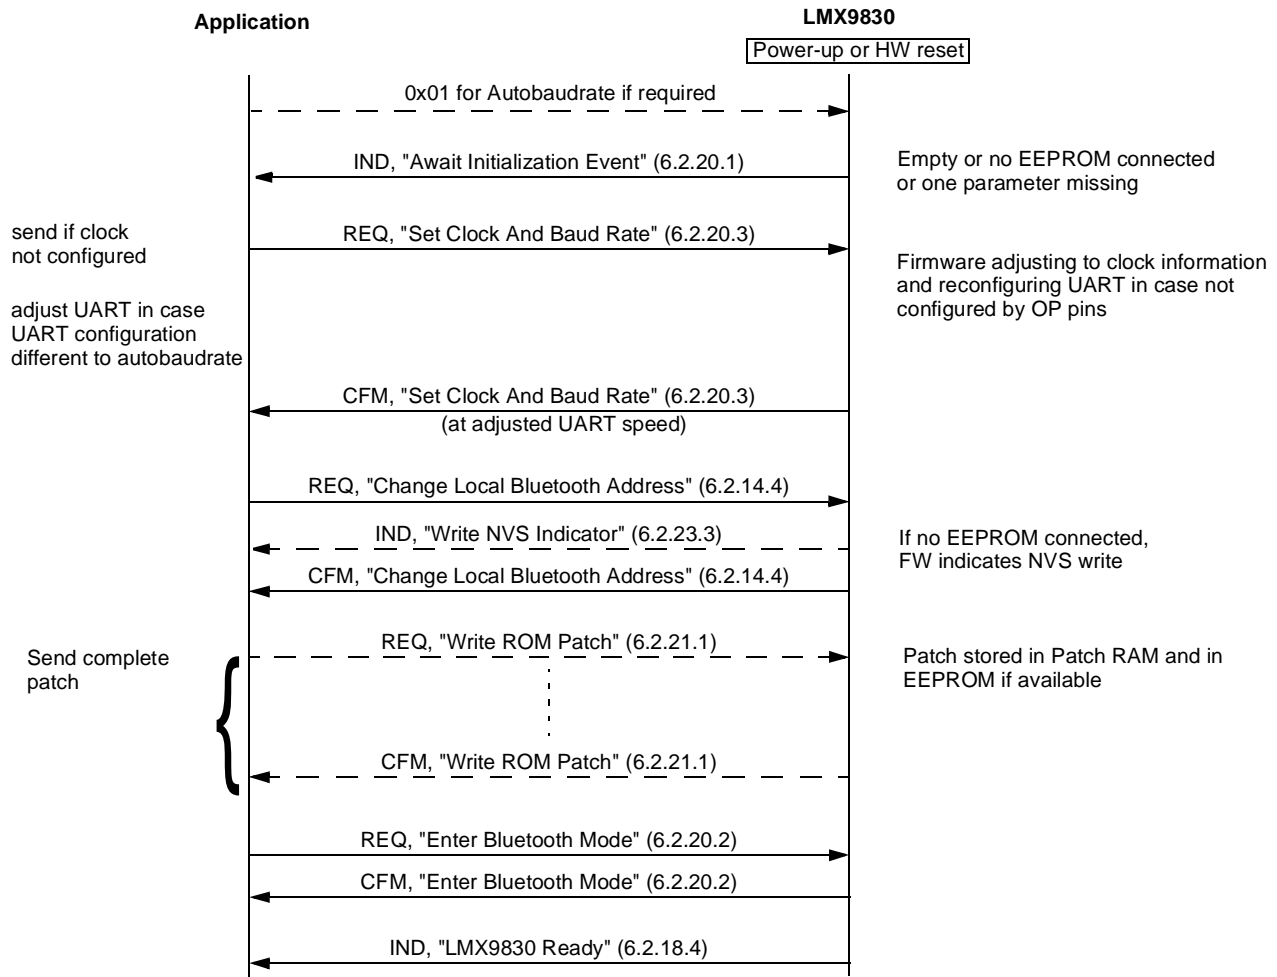 Application
LMX9830
Power-up or HW reset
0x01 for Autobaudrate if required
IND, "Await Initialization Event" (6.2.20.1)
Empty or no EEPROM connected
or one parameter missing
send if clock
not configured
REQ, "Set Clock And Baud Rate" (6.2.20.3)
Firmware adjusting to clock information
and reconfiguring UART in case not
configured by OP pins
adjust UART in case
UART configuration
different to autobaudrate
CFM, "Set Clock And Baud Rate" (6.2.20.3)
(at adjusted UART speed)
REQ, "Change Local Bluetooth Address" (6.2.14.4)
IND, "Write NVS Indicator" (6.2.23.3)
If no EEPROM connected,
FW indicates NVS write
CFM, "Change Local Bluetooth Address" (6.2.14.4)
REQ, "Write ROM Patch" (6.2.21.1)
Send complete
patch
Patch stored in Patch RAM and in
EEPROM if available
CFM, "Write ROM Patch" (6.2.21.1)
REQ, "Enter Bluetooth Mode" (6.2.20.2)
CFM, "Enter Bluetooth Mode" (6.2.20.2)
IND, "LMX9830 Ready" (6.2.18.4)